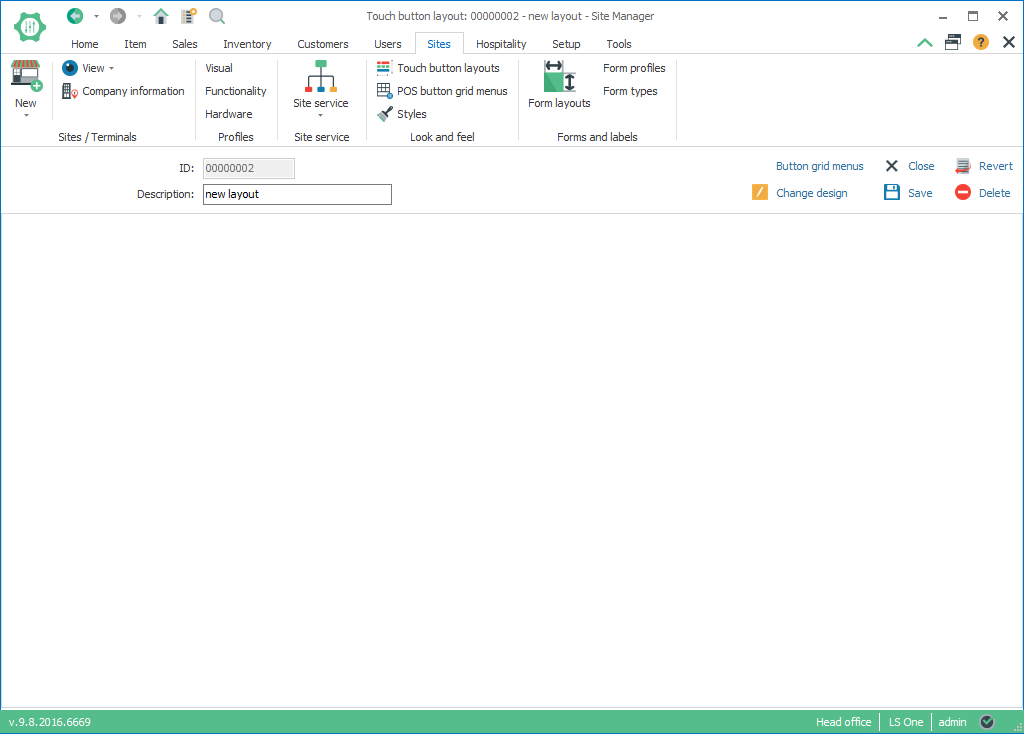 Touch button layout: 00000002 - new layout - Site Manager
Home Item Sales Inventory Customers Users Sites Hospitality Setup Tools
?
New
View
Company information
Sites / Terminals
Visual
Functionality
Hardware
Profiles
Site service
Site service
Touch button layouts
POS button grid menus
Styles
Look and feel
Form layouts
Form profiles
Form types
Forms and labels
ID: 00000002
Description: new layout
Button grid menus Close Revert
Change design Save Delete
v.9.8.2016.6669 Head office LS One admin